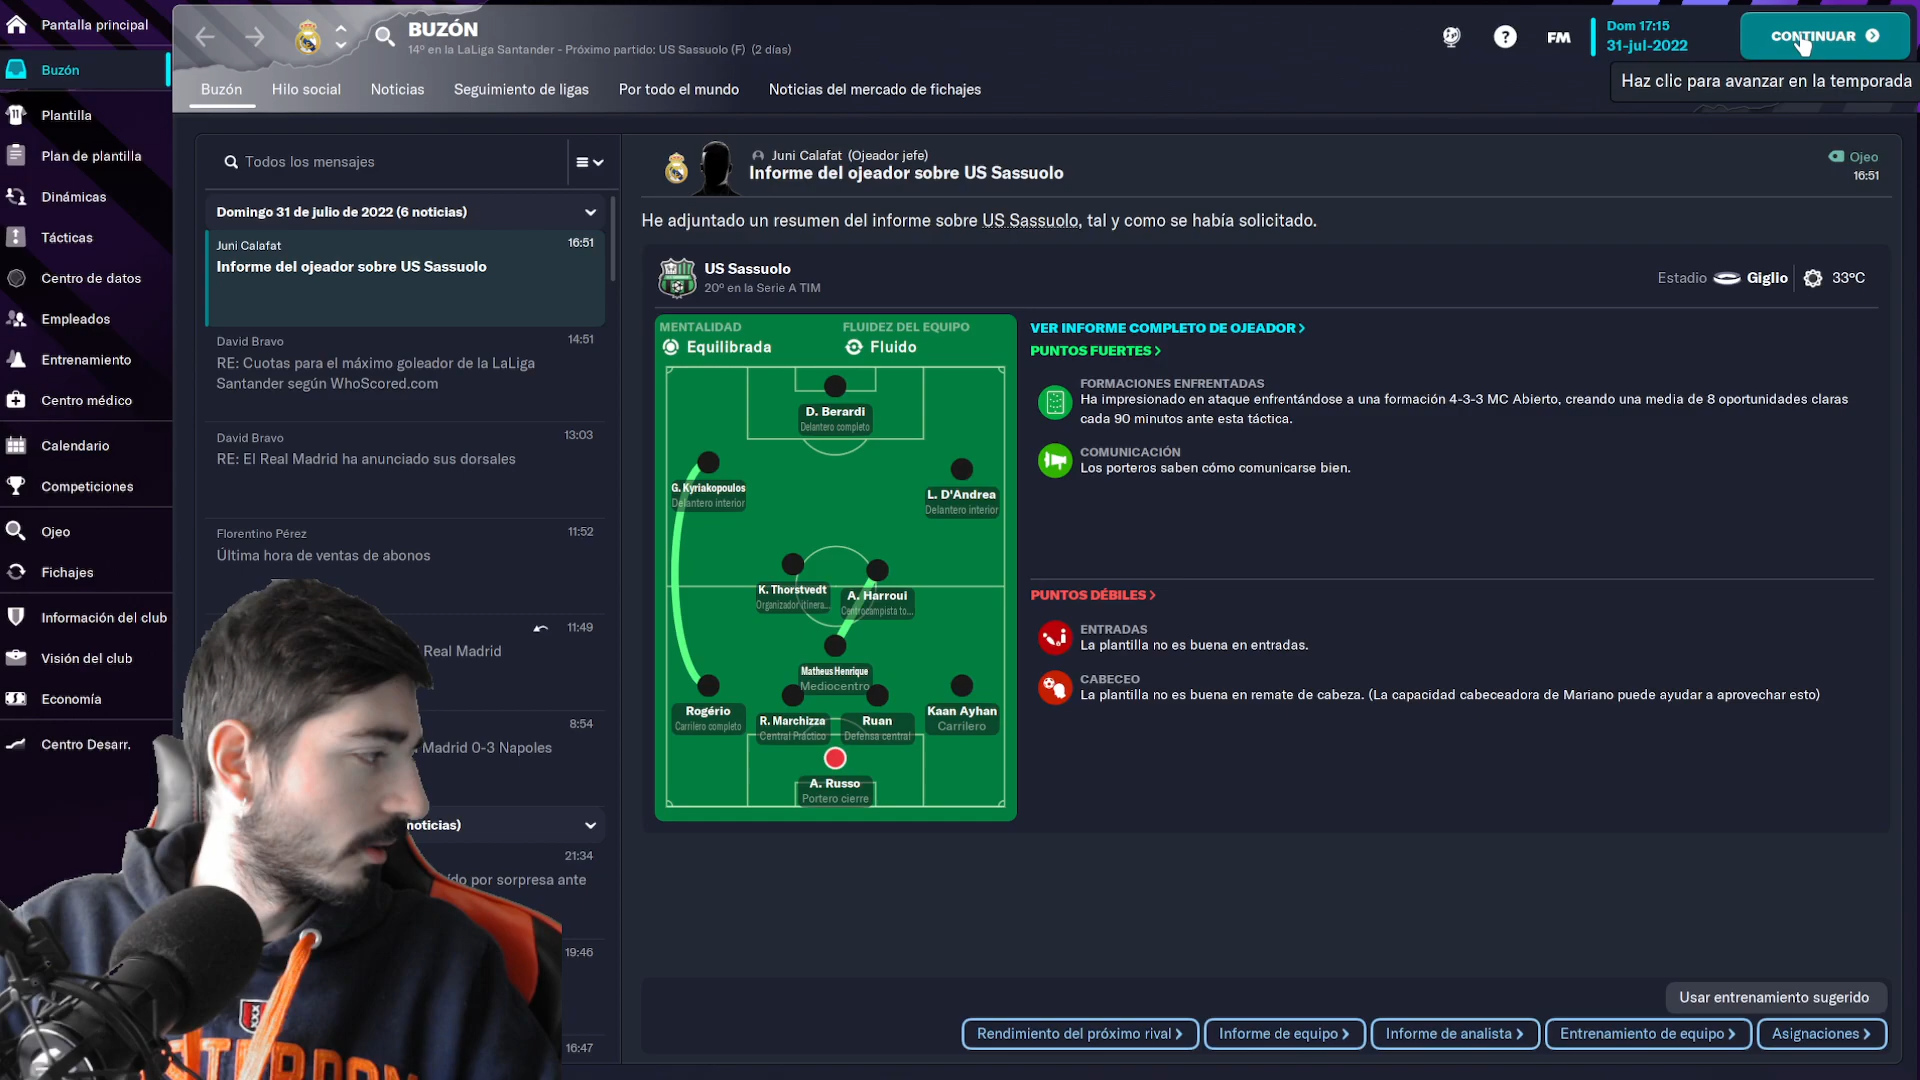 Pantalla principal
Buzón
Plantilla
Plan de plantilla
Dinámicas
Tácticas
Centro de datos
Empleados
Entrenamiento
Centro médico
Calendario
Competiciones
Ojeo
Fichajes
Información del club
Visión del club
Economía
Centro Desarr.
BUZÓN
14º en la LaLiga Santander - Próximo partido: US Sassuolo (F) (2 días)
FM
Dom 17:15
31-jul-2022
CONTINUAR
Haz clic para avanzar en la temporada
Buzón
Hilo social
Noticias
Seguimiento de ligas
Por todo el mundo
Noticias del mercado de fichajes
Todos los mensajes
Domingo 31 de julio de 2022 (6 noticias)
Juni Calafat
16:51
Informe del ojeador sobre US Sassuolo
David Bravo
14:51
RE: Cuotas para el máximo goleador de la LaLiga
Santander según WhoScored.com
David Bravo
13:03
RE: El Real Madrid ha anunciado sus dorsales
Florentino Pérez
11:52
Última hora de ventas de abonos
11:49
Real Madrid
8:54
Madrid 0-3 Napoles
noticias)
21:34
ído por sorpresa ante
19:46
16:47
Juni Calafat (Ojeador jefe)
Informe del ojeador sobre US Sassuolo
Ojeo
16:51
He adjuntado un resumen del informe sobre US Sassuolo, tal y como se había solicitado.
US Sassuolo
20º en la Serie A TIM
Estadio
Giglio
33°C
MENTALIDAD
Equilibrada
FLUIDEZ DEL EQUIPO
Fluido
D. Berardi
Delantero completo
G. Kyriakopoulos
Delantero interior
L. D'Andrea
Delantero interior
K. Thorstvedt
Organizador itinera...
A. Harroui
Centrocampista to...
Matheus Henrique
Mediocentro
Rogério
Carrilero completo
R. Marchizza
Central Práctico
Ruan
Defensa central
Kaan Ayhan
Carrilero
A. Russo
Portero cierre
VER INFORME COMPLETO DE OJEADOR >
PUNTOS FUERTES >
FORMACIONES ENFRENTADAS
Ha impresionado en ataque enfrentándose a una formación 4-3-3 MC Abierto, creando una media de 8 oportunidades claras
cada 90 minutos ante esta táctica.
COMUNICACIÓN
Los porteros saben cómo comunicarse bien.
PUNTOS DÉBILES >
ENTRADAS
La plantilla no es buena en entradas.
CABECEO
La plantilla no es buena en remate de cabeza. (La capacidad cabeceadora de Mariano puede ayudar a aprovechar esto)
Usar entrenamiento sugerido
Rendimiento del próximo rival >
Informe de equipo >
Informe de analista >
Entrenamiento de equipo >
Asignaciones >